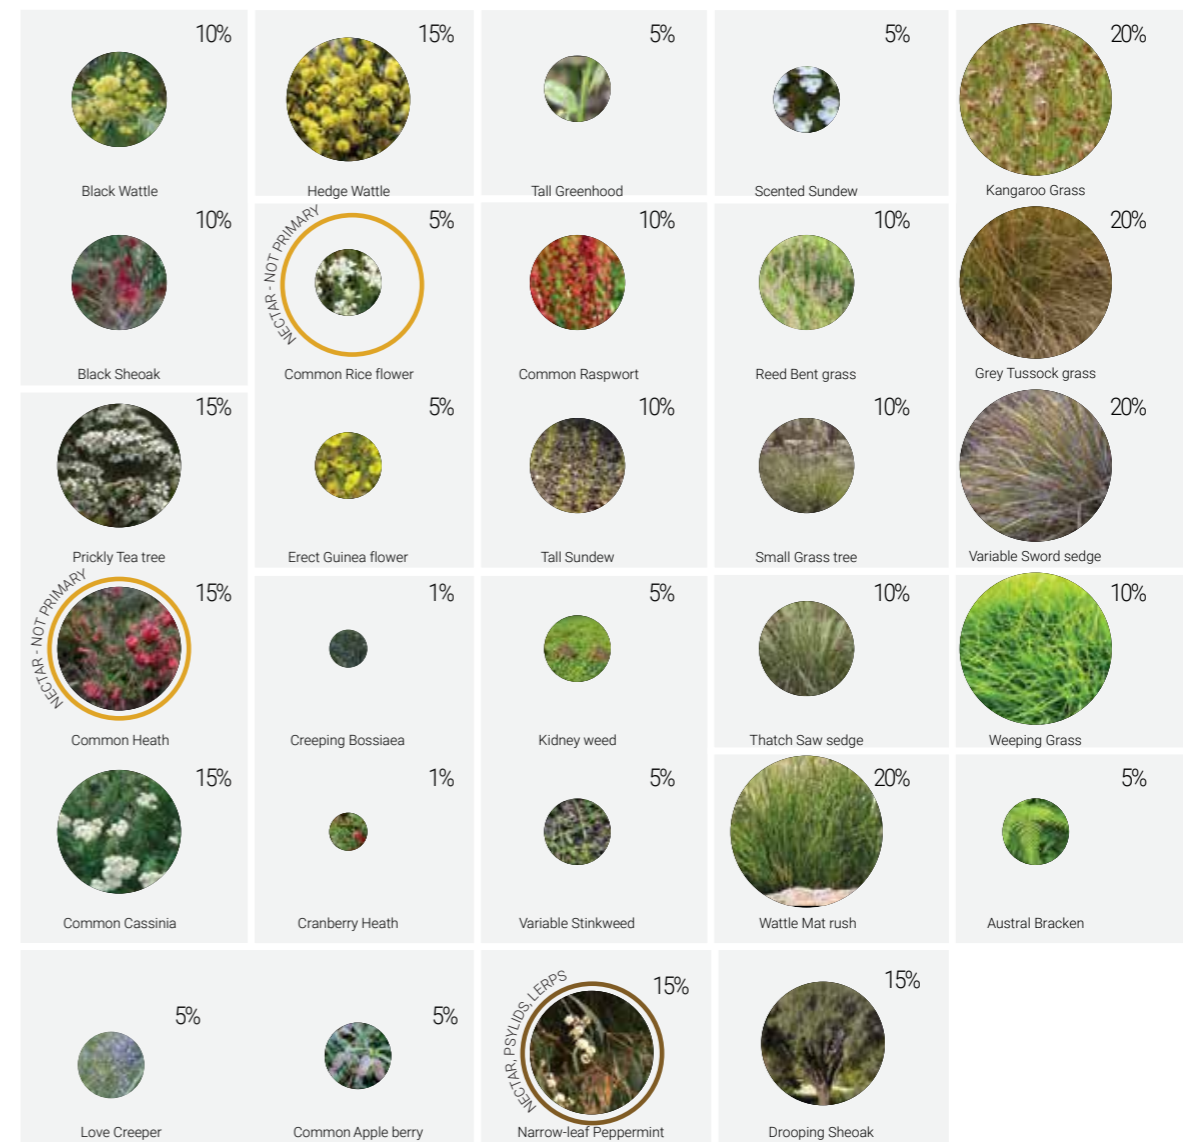 10%
15%
5%
5%
20%
Black Wattle
Hedge Wattle
Tall Greenhood
Scented Sundew
Kangaroo Grass
10%
NECTAR - NOT PRIMARY
5%
10%
10%
20%
Black Sheoak
Common Rice flower
Common Raspwort
Reed Bent grass
Grey Tussock grass
15%
5%
10%
10%
20%
Prickly Tea tree
Erect Guinea flower
Tall Sundew
Small Grass tree
Variable Sword sedge
NECTAR - NOT PRIMARY
15%
1%
5%
10%
10%
Common Heath
Creeping Bossiaea
Kidney weed
Thatch Saw sedge
Weeping Grass
15%
1%
5%
20%
5%
Common Cassinia
Cranberry Heath
Variable Stinkweed
Wattle Mat rush
Austral Bracken
5%
5%
NECTAR, PSYLIDS, LERPS
15%
15%
Love Creeper
Common Apple berry
Narrow-leaf Peppermint
Drooping Sheoak